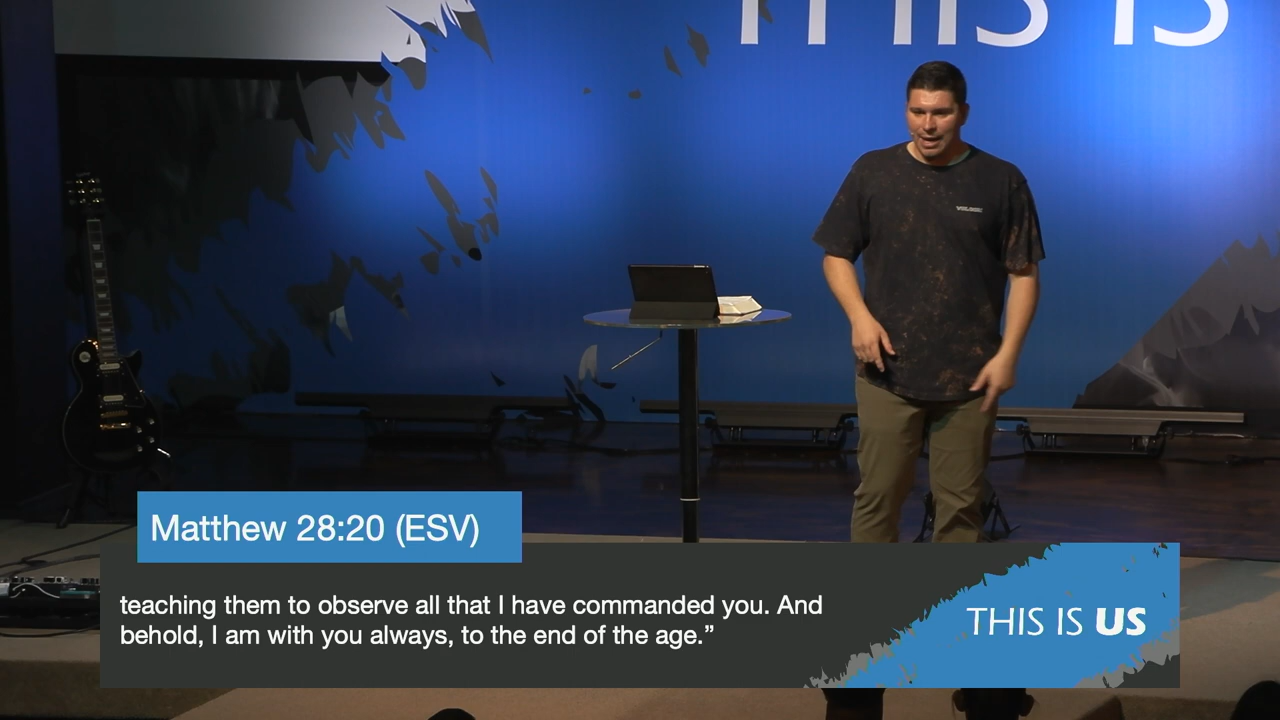 THIS IS
Matthew 28:20 (ESV)
teaching them to observe all that I have commanded you. And
behold, I am with you always, to the end of the age.”
THIS IS US